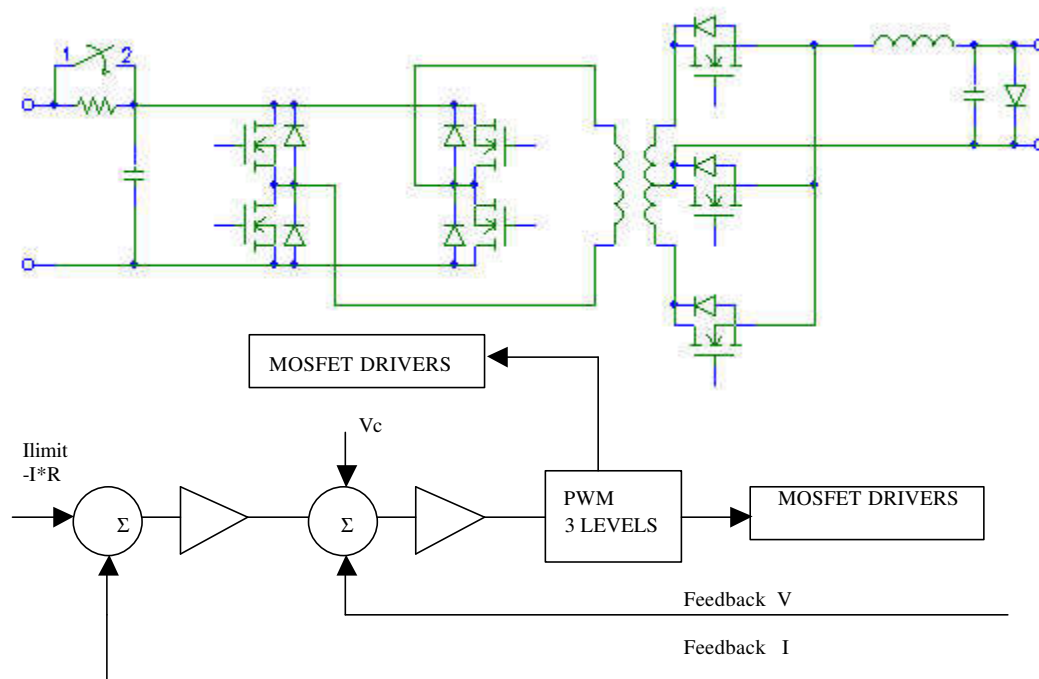 1 2
MOSFET DRIVERS
Vc
Ilimit
-I*R
Σ
Σ
PWM
3 LEVELS
MOSFET DRIVERS
Feedback V
Feedback I